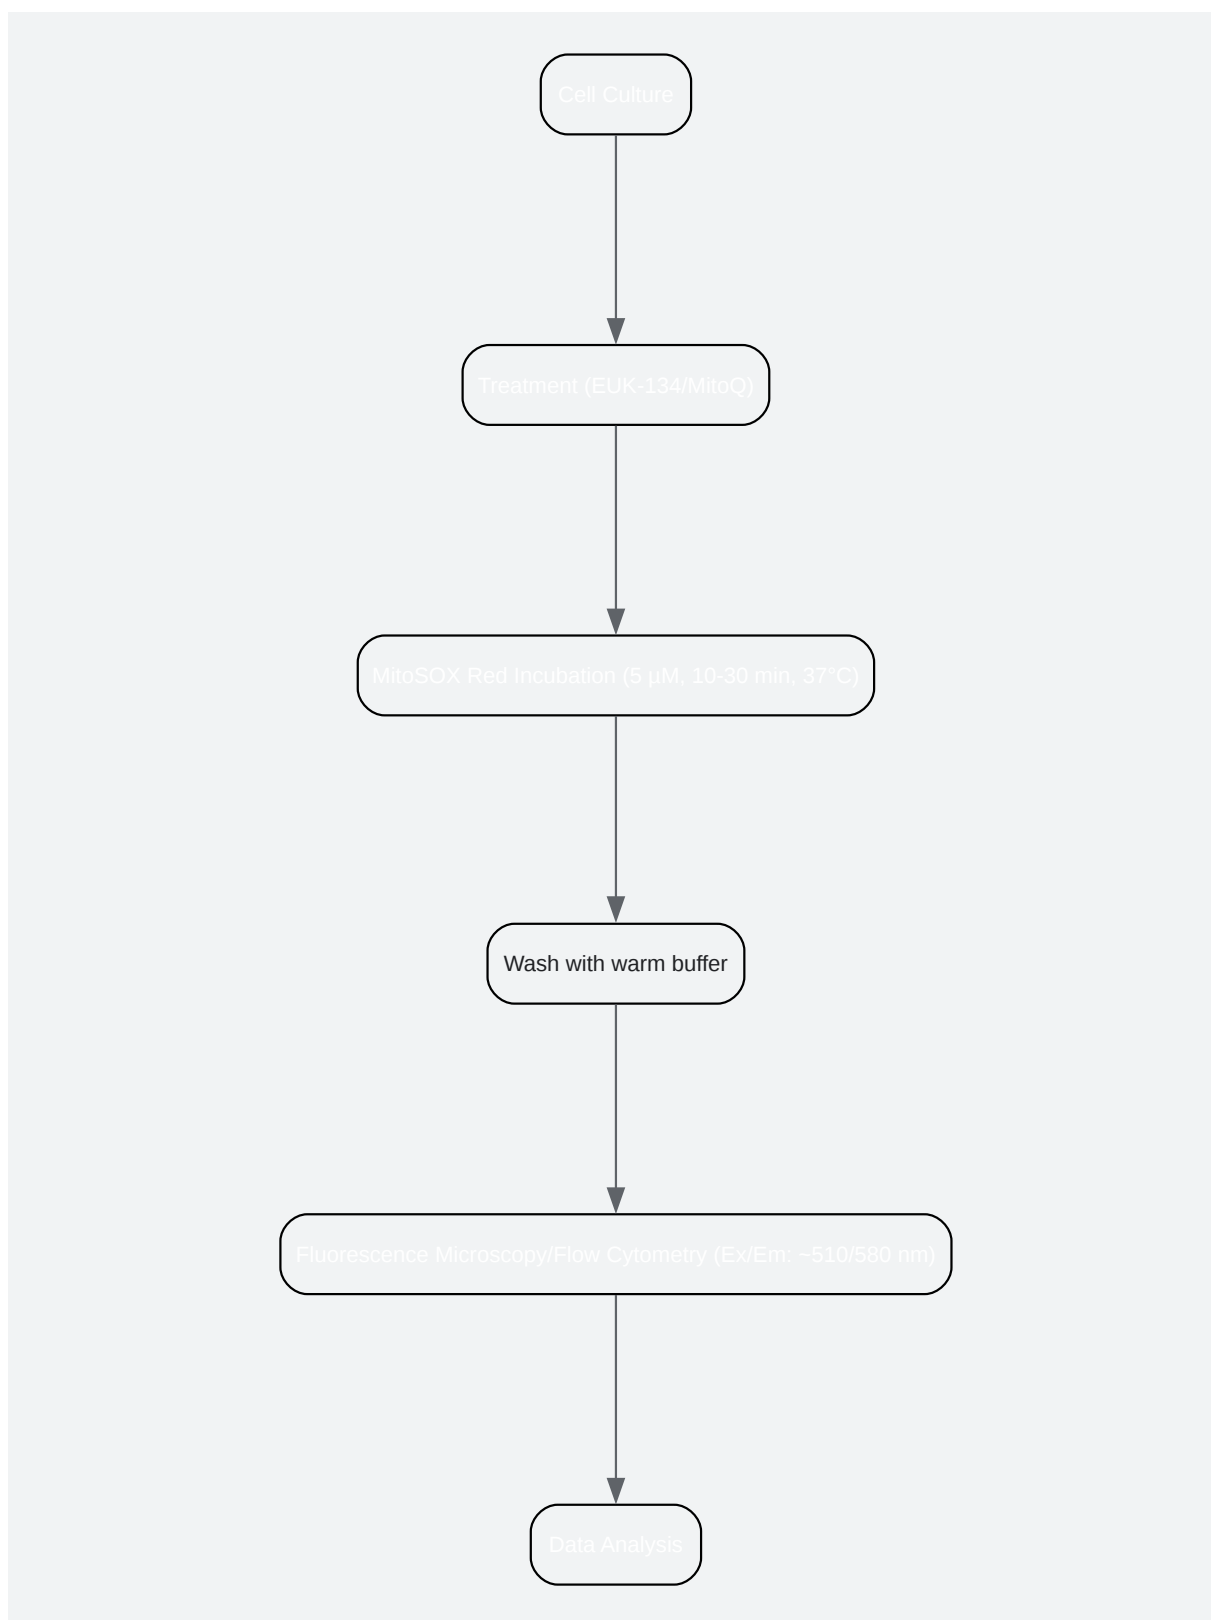 Cell Culture
Treatment (EUK-134/MitoQ)
MitoSOX Red Incubation (5 µM, 10-30 min, 37°C)
Wash with warm buffer
Fluorescence Microscopy/Flow Cytometry (Ex/Em: ~510/580 nm)
Data Analysis